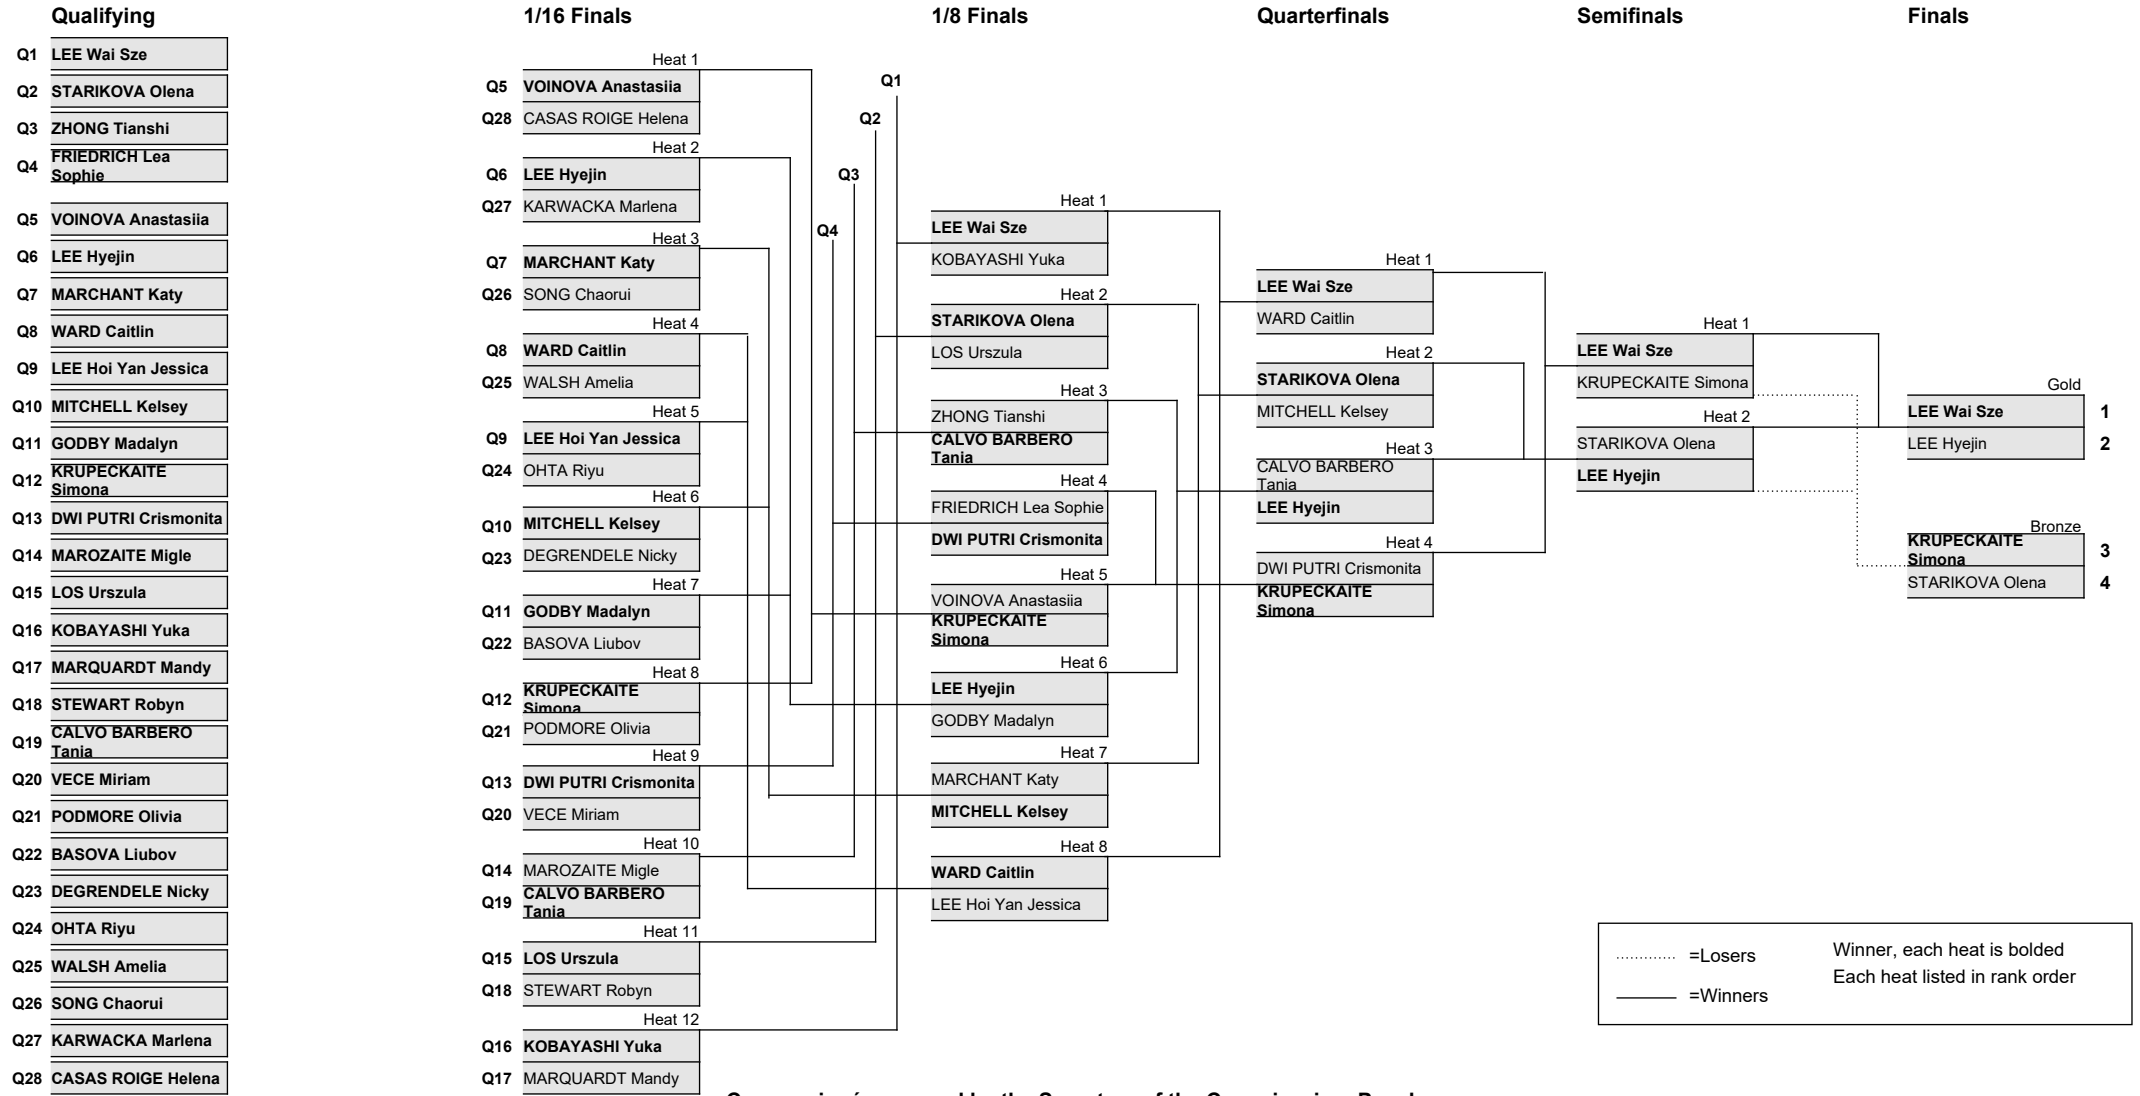 Qualifying
Q1 LEE Wai Sze
Q2 STARIKOVA Olena
Q3 ZHONG Tianshi
Q4 FRIEDRICH Lea
Sophie
Q5 VOINOVA Anastasiia
Q6 LEE Hyejin
Q7 MARCHANT Katy
Q8 WARD Caitlin
Q9 LEE Hoi Yan Jessica
Q10 MITCHELL Kelsey
Q11 GODBY Madalyn
Q12 KRUPECKAITE
Simona
Q13 DWI PUTRI Crismonita
Q14 MAROZAITE Migle
Q15 LOS Urszula
Q16 KOBAYASHI Yuka
Q17 MARQUARDT Mandy
Q18 STEWART Robyn
Q19 CALVO BARBERO
Tania
Q20 VECE Miriam
Q21 PODMORE Olivia
Q22 BASOVA Liubov
Q23 DEGRENDELE Nicky
Q24 OHTA Riyu
Q25 WALSH Amelia
Q26 SONG Chaorui
Q27 KARWACKA Marlena
Q28 CASAS ROIGE Helena
1/16 Finals
Heat 1
Q5 VOINOVA Anastasiia
Q28 CASAS ROIGE Helena
Heat 2
Q6 LEE Hyejin
Q27 KARWACKA Marlena
Heat 3
Q7 MARCHANT Katy
Q26 SONG Chaorui
Heat 4
Q8 WARD Caitlin
Q25 WALSH Amelia
Heat 5
Q9 LEE Hoi Yan Jessica
Q24 OHTA Riyu
Heat 6
Q10 MITCHELL Kelsey
Q23 DEGRENDELE Nicky
Heat 7
Q11 GODBY Madalyn
Q22 BASOVA Liubov
Heat 8
Q12 KRUPECKAITE
Simona
Q21 PODMORE Olivia
Heat 9
Q13 DWI PUTRI Crismonita
Q20 VECE Miriam
Heat 10
Q14 MAROZAITE Migle
Q19 CALVO BARBERO
Tania
Heat 11
Q15 LOS Urszula
Q18 STEWART Robyn
Heat 12
Q16 KOBAYASHI Yuka
Q17 MARQUARDT Mandy
Q1
Q2
Q3
Q4
1/8 Finals
Heat 1
LEE Wai Sze
KOBAYASHI Yuka
Heat 2
STARIKOVA Olena
LOS Urszula
Heat 3
ZHONG Tianshi
CALVO BARBERO
Tania
Heat 4
FRIEDRICH Lea Sophie
DWI PUTRI Crismonita
Heat 5
VOINOVA Anastasiia
KRUPECKAITE
Simona
Heat 6
LEE Hyejin
GODBY Madalyn
Heat 7
MARCHANT Katy
MITCHELL Kelsey
Heat 8
WARD Caitlin
LEE Hoi Yan Jessica
Quarterfinals
Heat 1
LEE Wai Sze
WARD Caitlin
Heat 2
STARIKOVA Olena
MITCHELL Kelsey
Heat 3
CALVO BARBERO
Tania
LEE Hyejin
Heat 4
DWI PUTRI Crismonita
KRUPECKAITE
Simona
Semifinals
Heat 1
LEE Wai Sze
KRUPECKAITE Simona
Heat 2
STARIKOVA Olena
LEE Hyejin
Finals
Gold
LEE Wai Sze 1
LEE Hyejin 2
Bronze
KRUPECKAITE
Simona 3
STARIKOVA Olena 4
=Losers
=Winners
Winner, each heat is bolded
Each heat listed in rank order